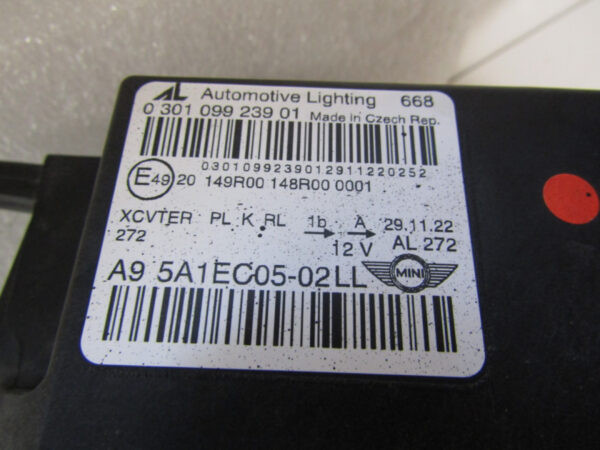 AL Automotive Lighting 668
0 301 099 239 01 Made in Czech Rep.
0301099239012911220252
E49 20 149R00 148R00 0001
XCVTER PL K RL 1b A 29.11.22
272 12 V AL 272
A9 5A1EC05-02LL MINI